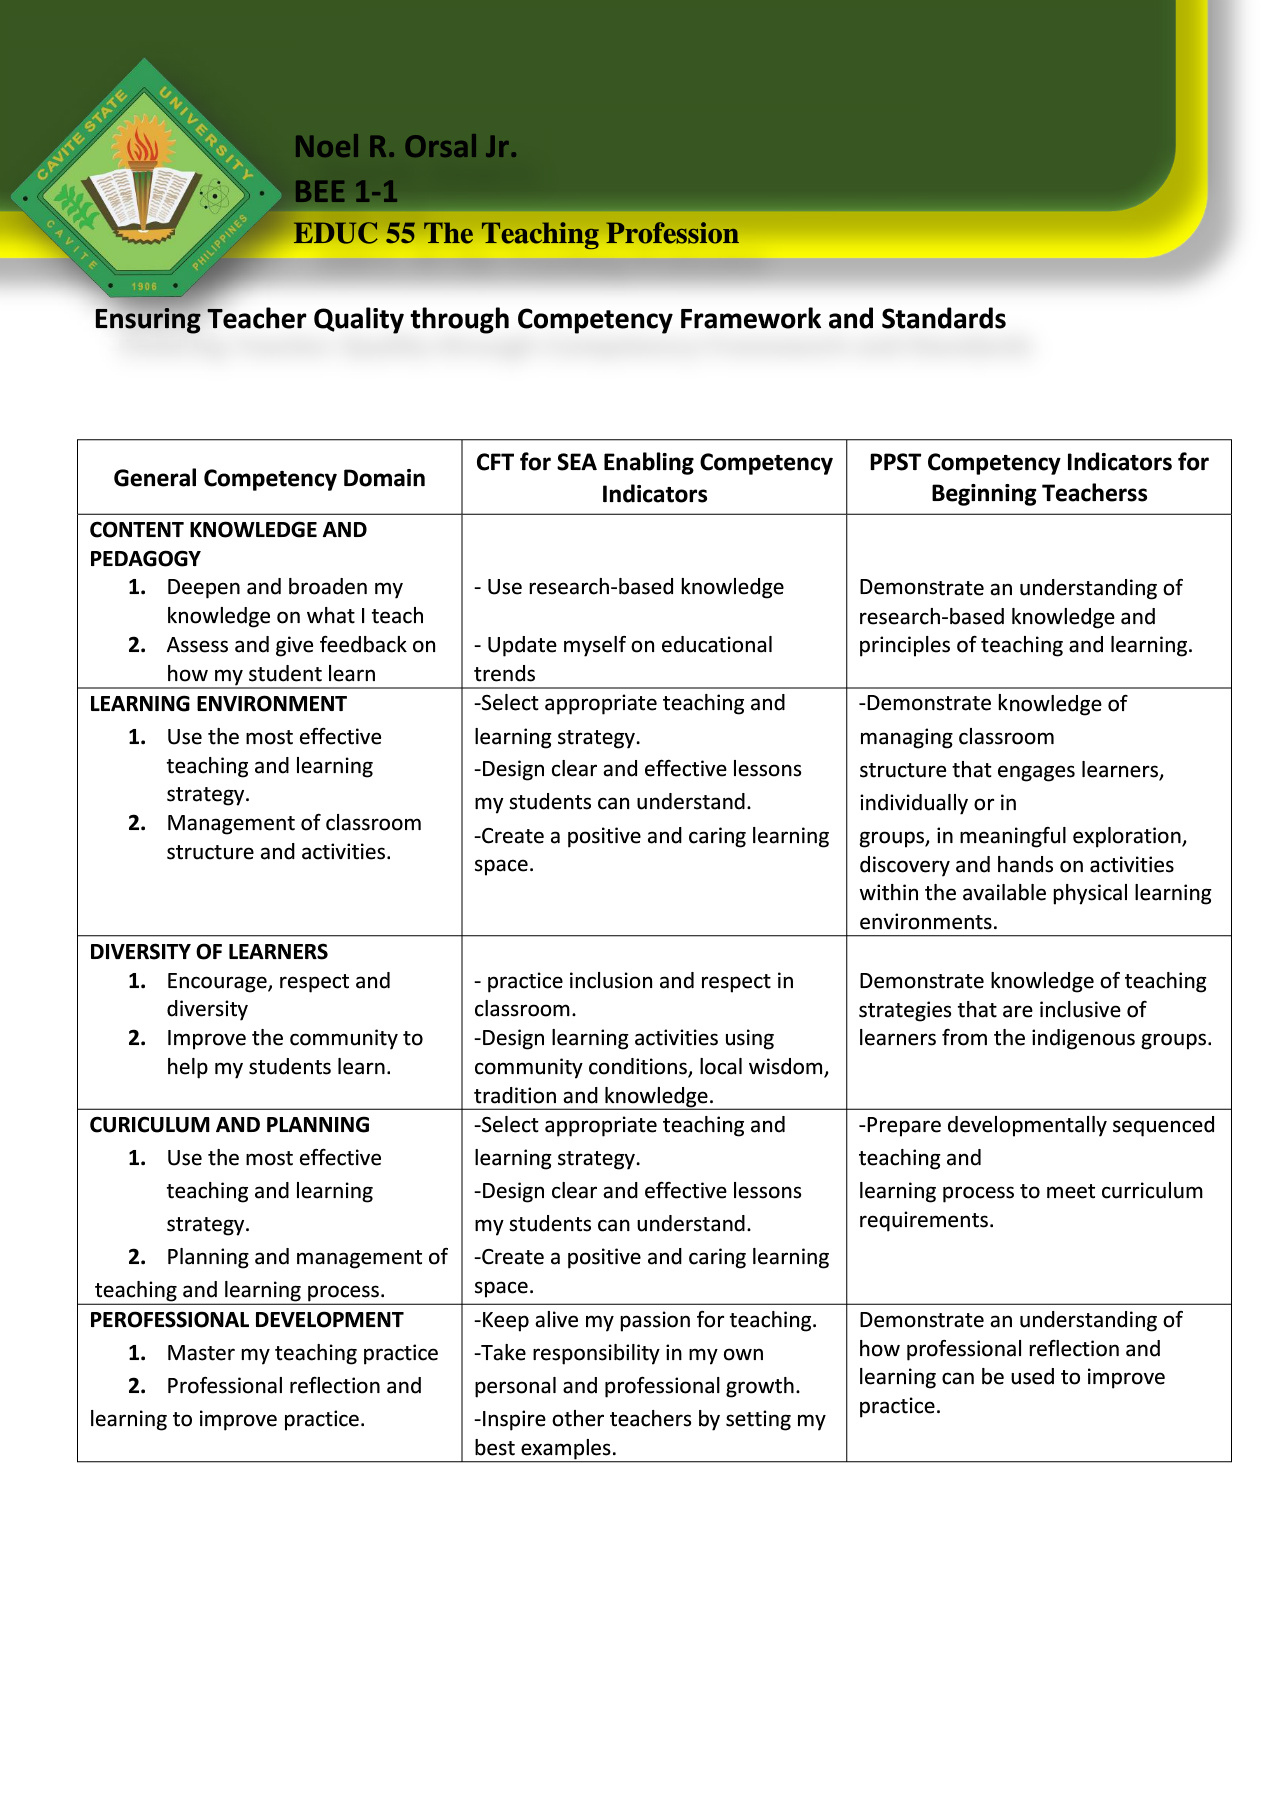 CAVITE STATE UNIVERSITY
CAVITE PHILIPPINES
1906
Noel R. Orsal Jr.
BEE 1-1
EDUC 55 The Teaching Profession
Ensuring Teacher Quality through Competency Framework and Standards
General Competency Domain
CFT for SEA Enabling Competency
Indicators
PPST Competency Indicators for
Beginning Teacherss
CONTENT KNOWLEDGE AND
PEDAGOGY
1. Deepen and broaden my
knowledge on what I teach
2. Assess and give feedback on
how my student learn
- Use research-based knowledge
- Update myself on educational
trends
Demonstrate an understanding of
research-based knowledge and
principles of teaching and learning.
LEARNING ENVIRONMENT
1. Use the most effective
teaching and learning
strategy.
2. Management of classroom
structure and activities.
-Select appropriate teaching and
learning strategy.
-Design clear and effective lessons
my students can understand.
-Create a positive and caring learning
space.
-Demonstrate knowledge of
managing classroom
structure that engages learners,
individually or in
groups, in meaningful exploration,
discovery and hands on activities
within the available physical learning
environments.
DIVERSITY OF LEARNERS
1. Encourage, respect and
diversity
2. Improve the community to
help my students learn.
- practice inclusion and respect in
classroom.
-Design learning activities using
community conditions, local wisdom,
tradition and knowledge.
Demonstrate knowledge of teaching
strategies that are inclusive of
learners from the indigenous groups.
CURICULUM AND PLANNING
1. Use the most effective
teaching and learning
strategy.
2. Planning and management of
teaching and learning process.
-Select appropriate teaching and
learning strategy.
-Design clear and effective lessons
my students can understand.
-Create a positive and caring learning
space.
-Prepare developmentally sequenced
teaching and
learning process to meet curriculum
requirements.
PEROFESSIONAL DEVELOPMENT
1. Master my teaching practice
2. Professional reflection and
learning to improve practice.
-Keep alive my passion for teaching.
-Take responsibility in my own
personal and professional growth.
-Inspire other teachers by setting my
best examples.
Demonstrate an understanding of
how professional reflection and
learning can be used to improve
practice.